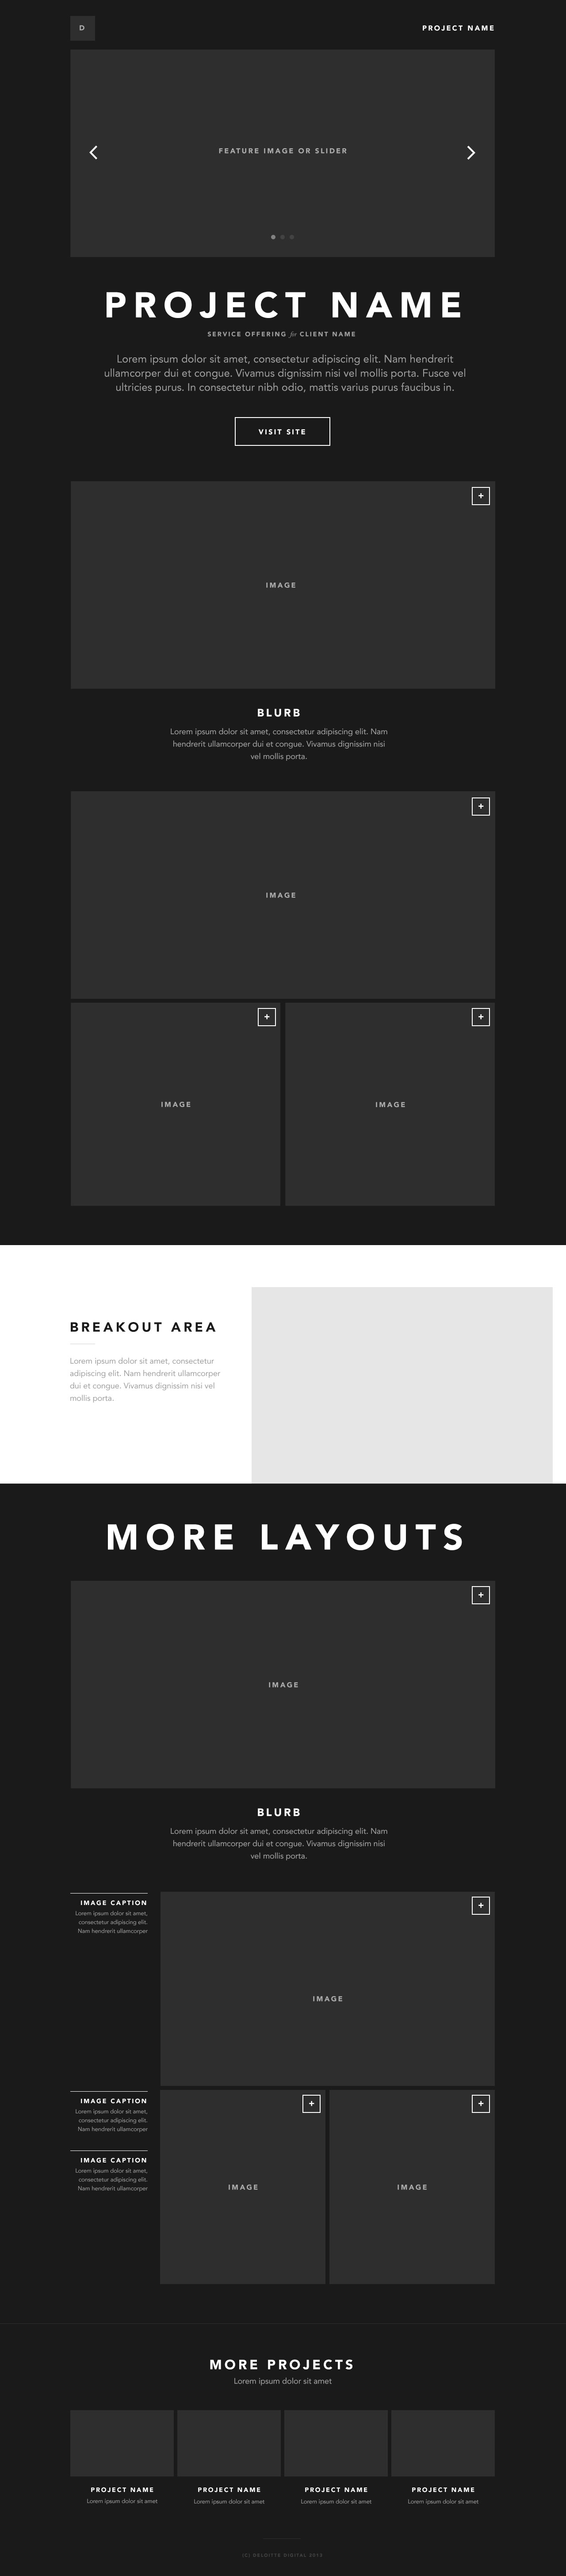 D
PROJECT NAME
FEATURE IMAGE OR SLIDER
PROJECT NAME
SERVICE OFFERING for CLIENT NAME
Lorem ipsum dolor sit amet, consectetur adipiscing elit. Nam hendrerit
ullamcorper dui et congue. Vivamus dignissim nisi vel mollis porta. Fusce vel
ultricies purus. In consectetur nibh odio, mattis varius purus faucibus in.
VISIT SITE
+
IMAGE
BLURB
Lorem ipsum dolor sit amet, consectetur adipiscing elit. Nam
hendrerit ullamcorper dui et congue. Vivamus dignissim nisi
vel mollis porta.
+
IMAGE
+
IMAGE
+
IMAGE
BREAKOUT AREA
Lorem ipsum dolor sit amet, consectetur
adipiscing elit. Nam hendrerit ullamcorper
dui et congue. Vivamus dignissim nisi vel
mollis porta.
MORE LAYOUTS
+
IMAGE
BLURB
Lorem ipsum dolor sit amet, consectetur adipiscing elit. Nam
hendrerit ullamcorper dui et congue. Vivamus dignissim nisi
vel mollis porta.
IMAGE CAPTION
Lorem ipsum dolor sit amet,
consectetur adipiscing elit.
Nam hendrerit ullamcorper
+
IMAGE
IMAGE CAPTION
Lorem ipsum dolor sit amet,
consectetur adipiscing elit.
Nam hendrerit ullamcorper
IMAGE CAPTION
Lorem ipsum dolor sit amet,
consectetur adipiscing elit.
Nam hendrerit ullamcorper
+
IMAGE
+
IMAGE
MORE PROJECTS
Lorem ipsum dolor sit amet
PROJECT NAME
Lorem ipsum dolor sit amet
PROJECT NAME
Lorem ipsum dolor sit amet
PROJECT NAME
Lorem ipsum dolor sit amet
PROJECT NAME
Lorem ipsum dolor sit amet
(C) DELOITTE DIGITAL 2013